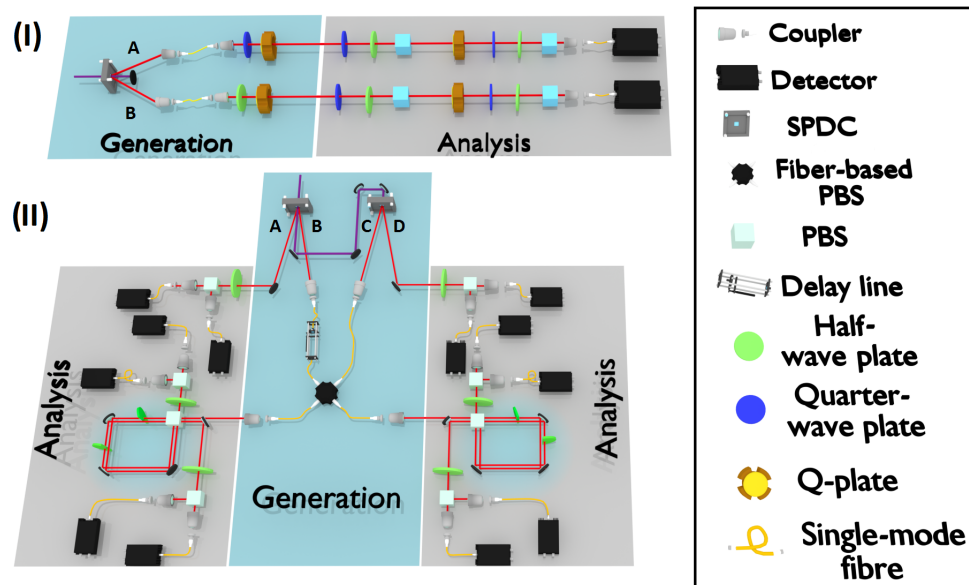 (I)
A
B
Generation
Analysis
(II)
A
B
C
D
Analysis
Generation
Analysis
Coupler
Detector
SPDC
Fiber-based
PBS
PBS
Delay line
Half-
wave plate
Quarter-
wave plate
Q-plate
Single-mode
fibre